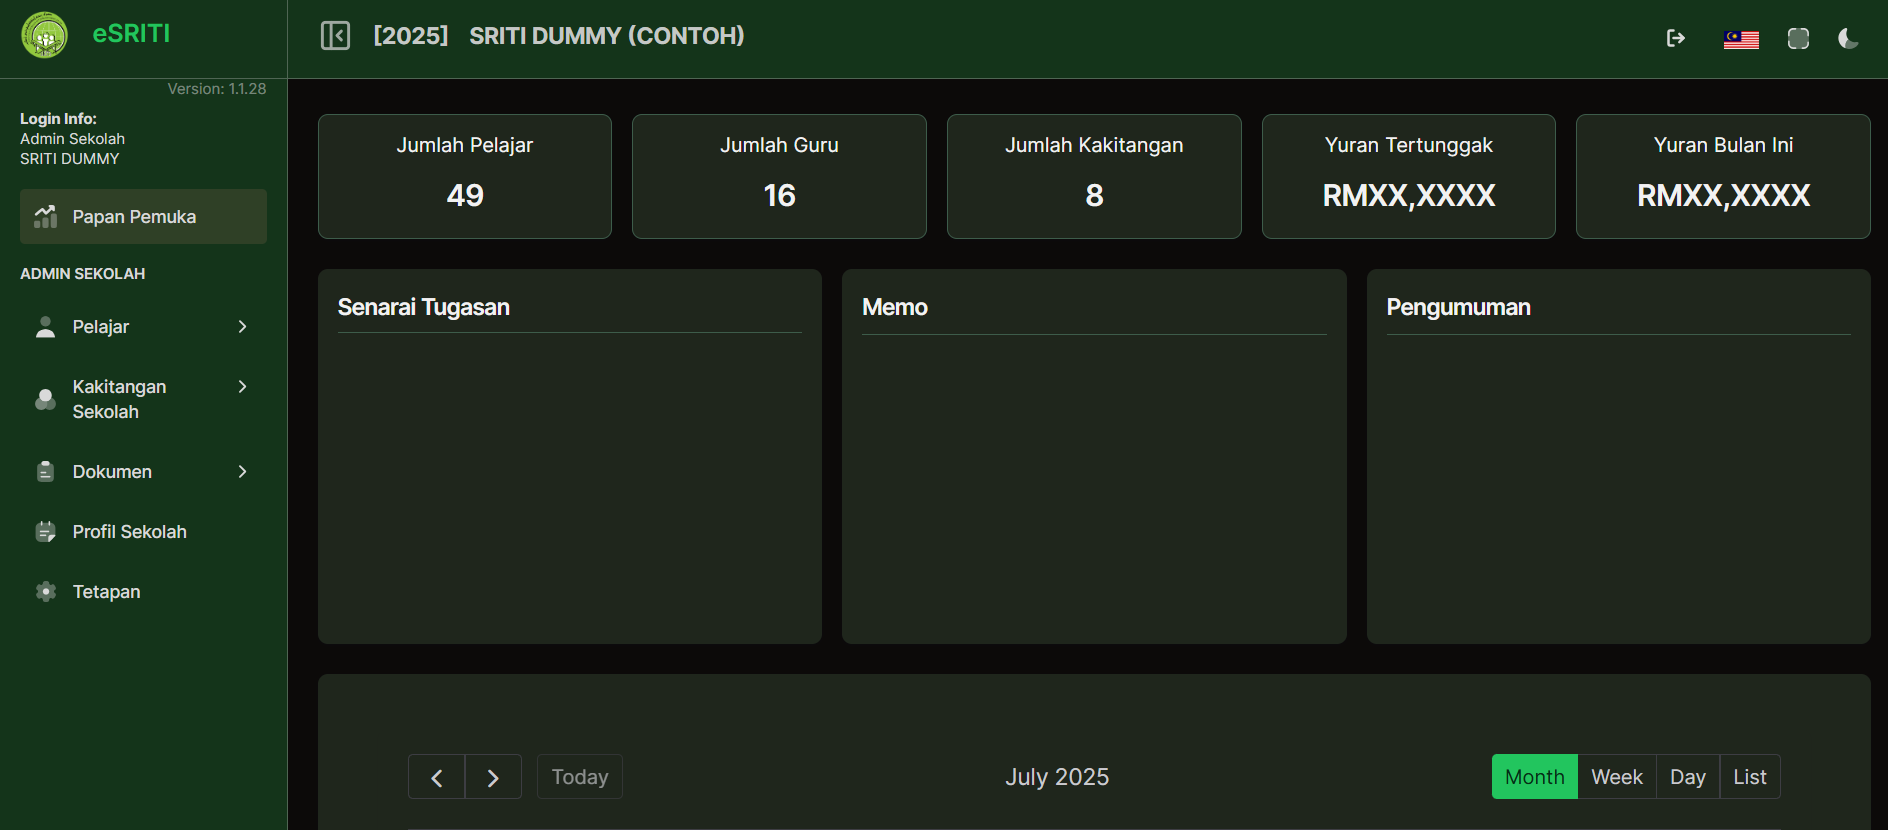 eSRITI
[2025] SRITI DUMMY (CONTOH)
Version: 1.1.28
Login Info:
Admin Sekolah
SRITI DUMMY
Papan Pemuka
ADMIN SEKOLAH
Pelajar
Kakitangan
Sekolah
Dokumen
Profil Sekolah
Tetapan
Jumlah Pelajar
49
Jumlah Guru
16
Jumlah Kakitangan
8
Yuran Tertunggak
RMXX,XXXX
Yuran Bulan Ini
RMXX,XXXX
Senarai Tugasan
Memo
Pengumuman
Today
July 2025
Month Week Day List